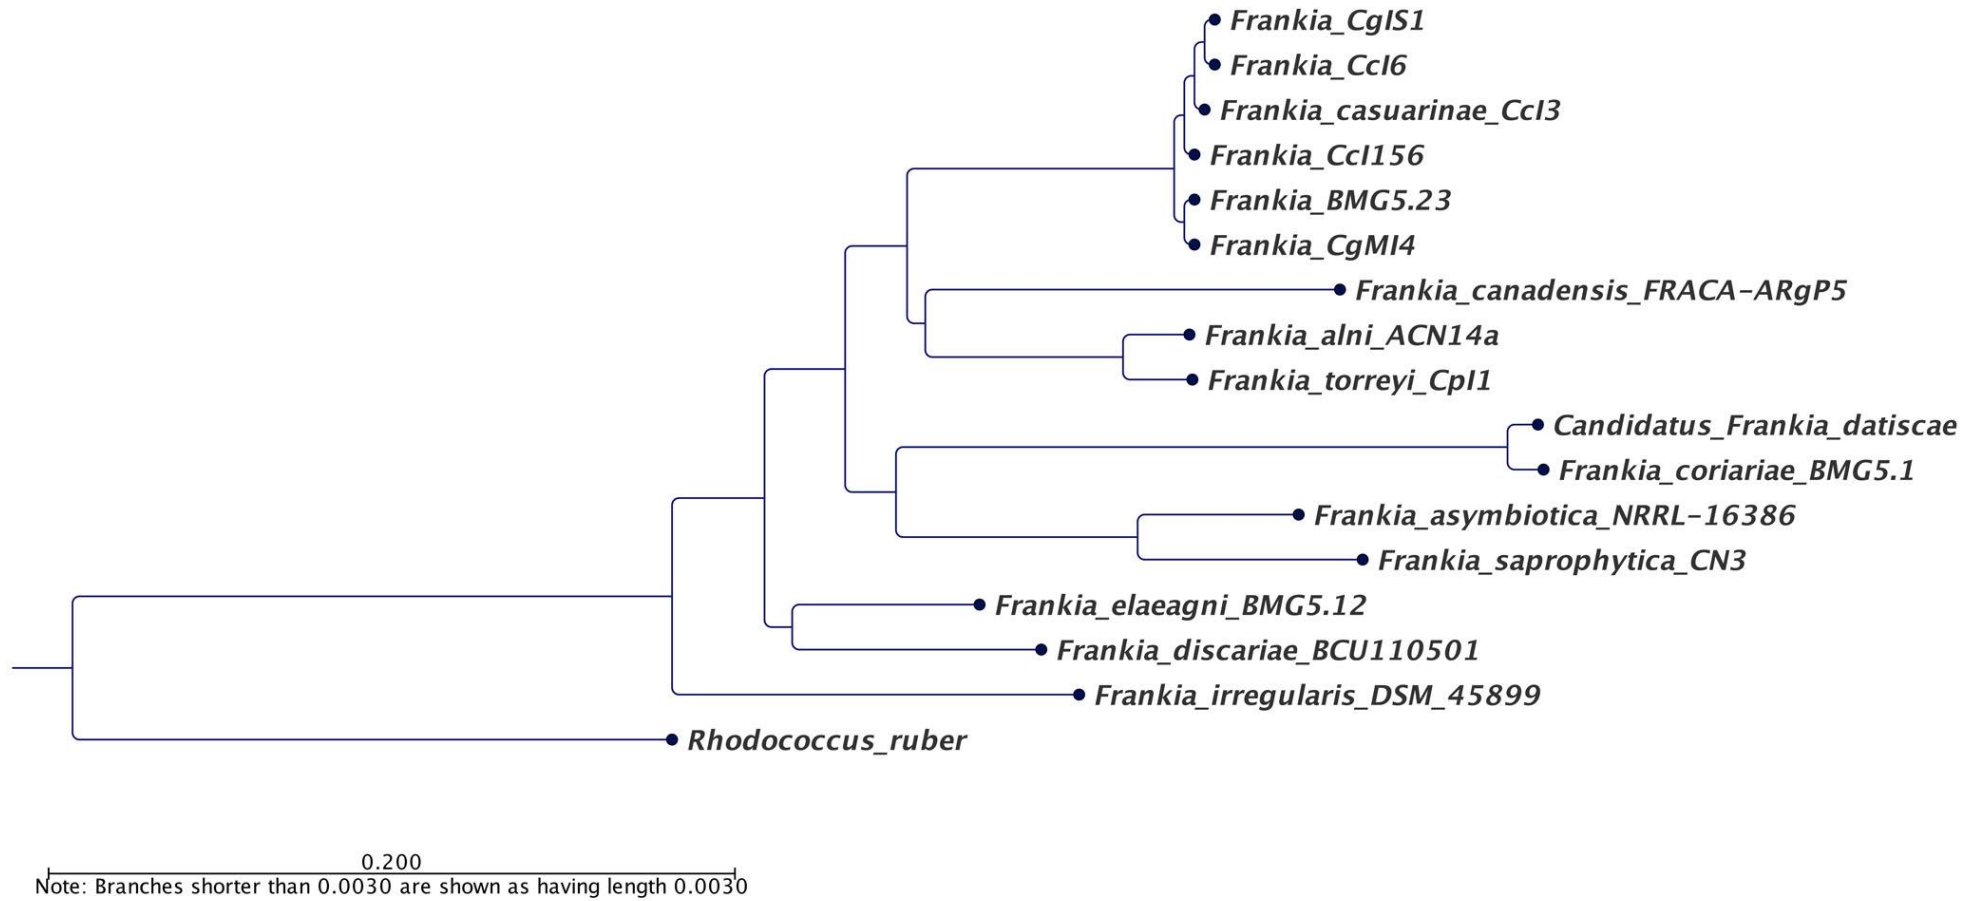 Frankia_CgIS1
Frankia_CcI6
Frankia_casuarinae_CcI3
Frankia_CcI156
Frankia_BMG5.23
Frankia_CgMI4
Frankia_canadensis_FRACA-ARgP5
Frankia_alni_ACN14a
Frankia_torreyi_CpI1
Candidatus_Frankia_datiscae
Frankia_coriariae_BMG5.1
Frankia_asymbiotica_NRRL-16386
Frankia_saprophytica_CN3
Frankia_elaeagni_BMG5.12
Frankia_discariae_BCU110501
Frankia_irregularis_DSM_45899
Rhodococcus_ruber
0.200
Note: Branches shorter than 0.0030 are shown as having length 0.0030